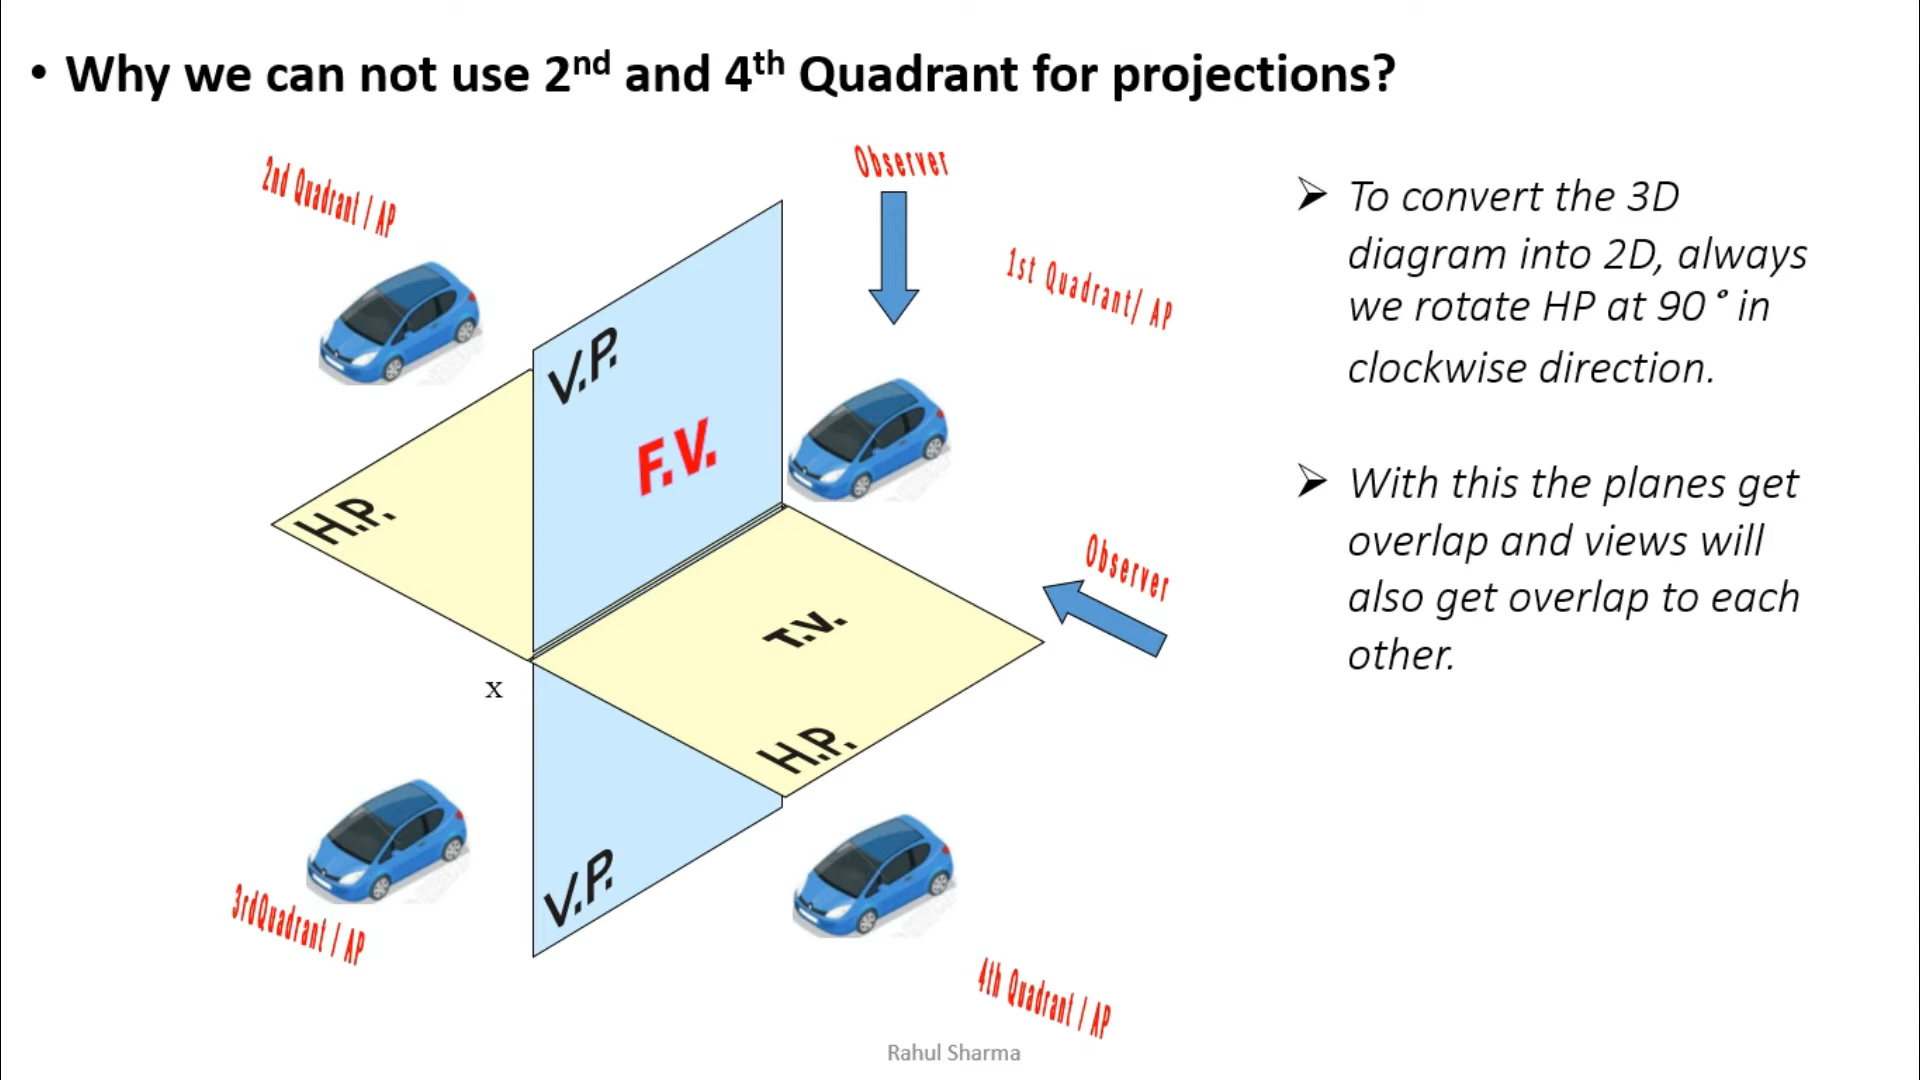 • Why we can not use 2nd and 4th Quadrant for projections?
Observer
2nd Quadrant / AP
1st Quadrant/ AP
➢ To convert the 3D
diagram into 2D, always
we rotate HP at 90˚ in
clockwise direction.
V.P.
F.V.
H.P.
➢ With this the planes get
overlap and views will
also get overlap to each
other.
Observer
T.V.
x
H.P.
V.P.
3rdQuadrant / AP
4th Quadrant / AP
Rahul Sharma